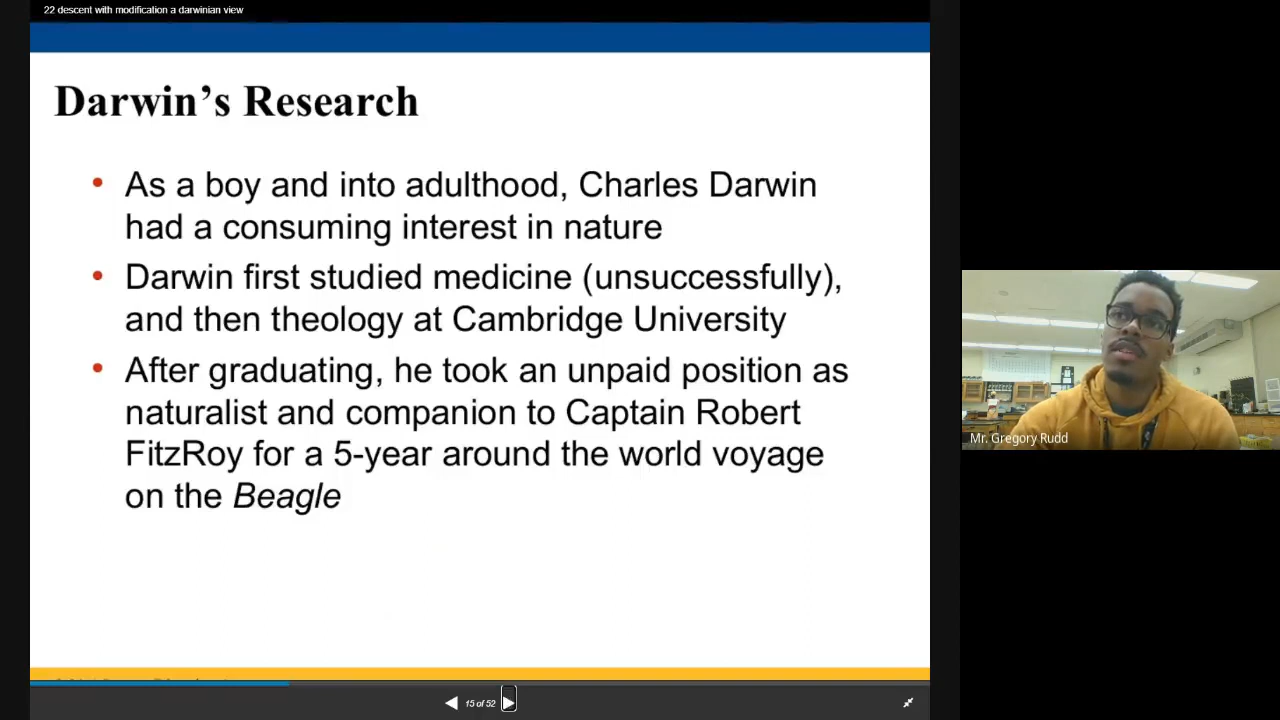 22 descent with modification a darwinian view
Darwin’s Research
• As a boy and into adulthood, Charles Darwin
had a consuming interest in nature
• Darwin first studied medicine (unsuccessfully),
and then theology at Cambridge University
• After graduating, he took an unpaid position as
naturalist and companion to Captain Robert
FitzRoy for a 5-year around the world voyage
on the Beagle
Mr. Gregory Rudd
15 of 52